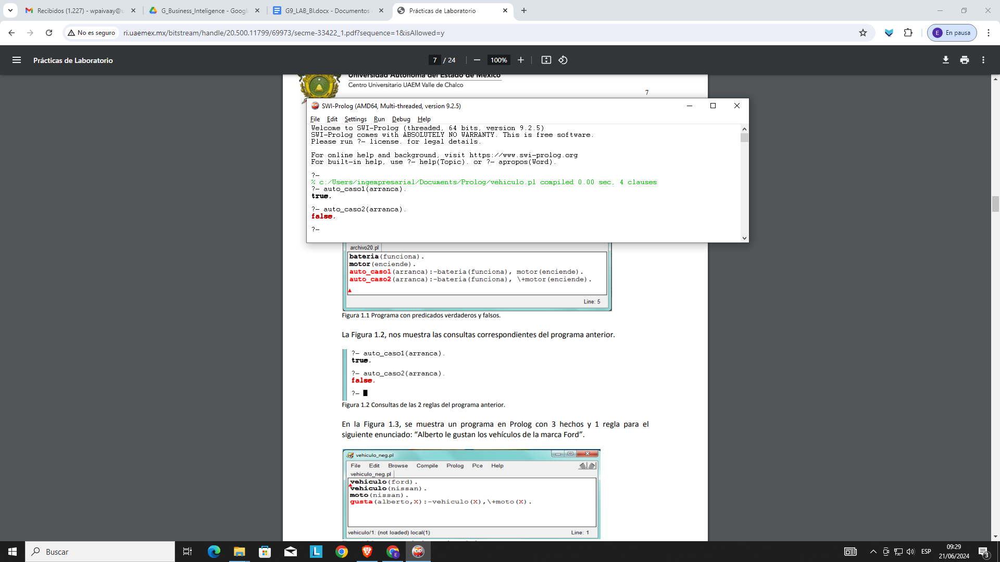 Recibidos (1.227) - wpaivaay@u
G_Business_Inteligence - Google
G9_LAB_BI.docx - Documentos
Prácticas de Laboratorio
No es seguro
ri.uaemex.mx/bitstream/handle/20.500.11799/69973/secme-33422_1.pdf?sequence=1&isAllowed=y
E En pausa
Prácticas de Laboratorio
7 / 24
100%
Universidad Autónoma del Estado de México
Centro Universitario UAEM Valle de Chalco
7
SWI-Prolog (AMD64, Multi-threaded, version 9.2.5)
File Edit Settings Run Debug Help
Welcome to SWI-Prolog (threaded, 64 bits, version 9.2.5)
SWI-Prolog comes with ABSOLUTELY NO WARRANTY. This is free software.
Please run ?- license. for legal details.
For online help and background, visit https://www.swi-prolog.org
For built-in help, use ?- help(Topic). or ?- apropos(Word).
?-
% c:/Users/ingempresarial/Documents/Prolog/vehiculo.pl compiled 0.00 sec, 4 clauses
?- auto_caso1(arranca).
true.
?- auto_caso2(arranca).
false.
?-
archivo20.pl
bateria(funciona).
motor(enciende).
auto_caso1(arranca):-bateria(funciona), motor(enciende).
auto_caso2(arranca):-bateria(funciona), \+motor(enciende).
Line: 5
Figura 1.1 Programa con predicados verdaderos y falsos.
La Figura 1.2, nos muestra las consultas correspondientes del programa anterior.
?- auto_caso1(arranca).
true.
?- auto_caso2(arranca).
false.
?-
Figura 1.2 Consultas de las 2 reglas del programa anterior.
En la Figura 1.3, se muestra un programa en Prolog con 3 hechos y 1 regla para el
siguiente enunciado: “Alberto le gustan los vehículos de la marca Ford”.
vehiculo_neg.pl
File Edit Browse Compile Prolog Pce Help
vehiculo_neg.pl
vehiculo(ford).
vehiculo(nissan).
moto(nissan).
gusta(alberto,X):-vehiculo(X),\+moto(X).
vehiculo/1: (not loaded) local(1)
Line: 1
Buscar
L
E
ESP
09:29
21/06/2024
3